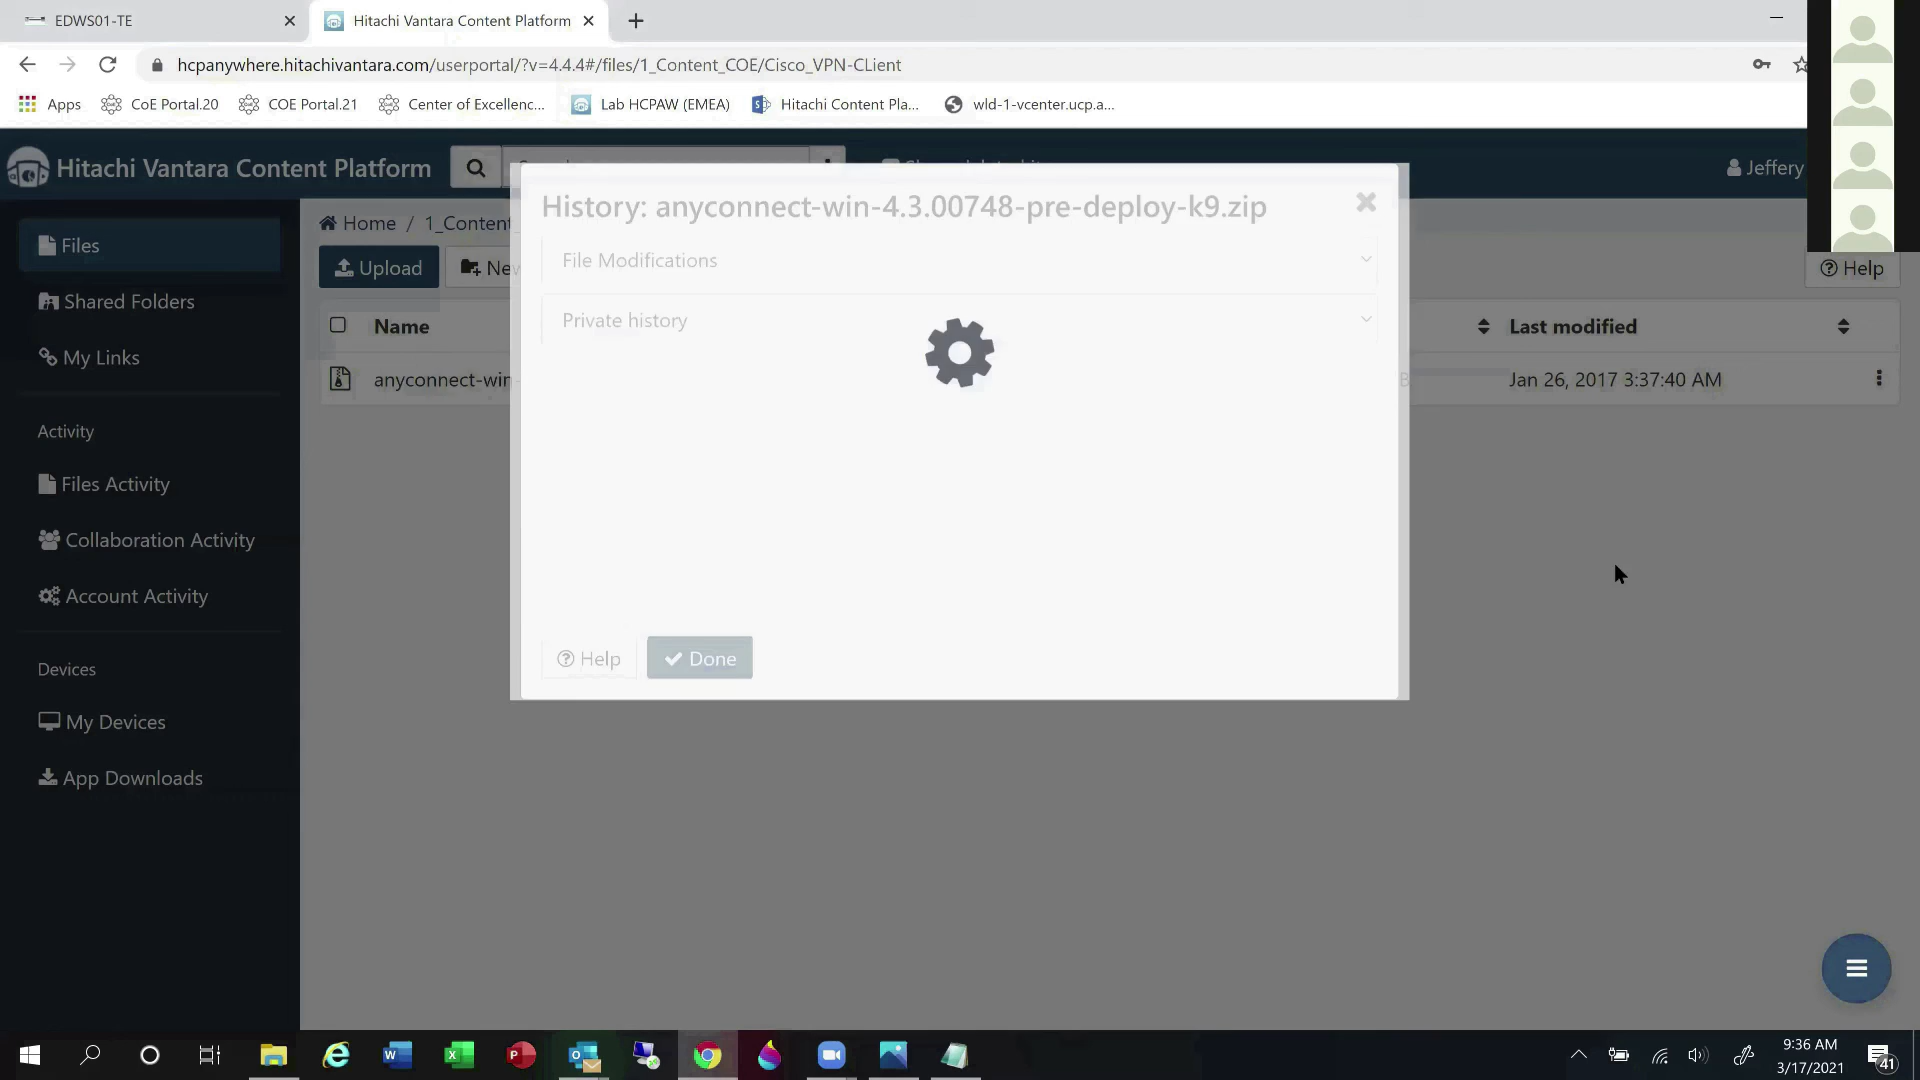 EDWS01-TE
Hitachi Vantara Content Platform
hcpanywhere.hitachivantara.com/userportal/?v=4.4.4#/files/1_Content_COE/Cisco_VPN-CLient
Apps CoE Portal.20 COE Portal.21 Center of Excellenc... Lab HCPAW (EMEA) Hitachi Content Pla... wld-1-vcenter.ucp.a...
Hitachi Vantara Content Platform
Jeffery
History: anyconnect-win-4.3.00748-pre-deploy-k9.zip
Files
Home / 1_Content
File Modifications
Upload
New
Help
Shared Folders
Name
Private history
Last modified
My Links
anyconnect-win-
B
Jan 26, 2017 3:37:40 AM
Activity
Files Activity
Collaboration Activity
Account Activity
Help
Done
Devices
My Devices
App Downloads
9:36 AM
3/17/2021
41